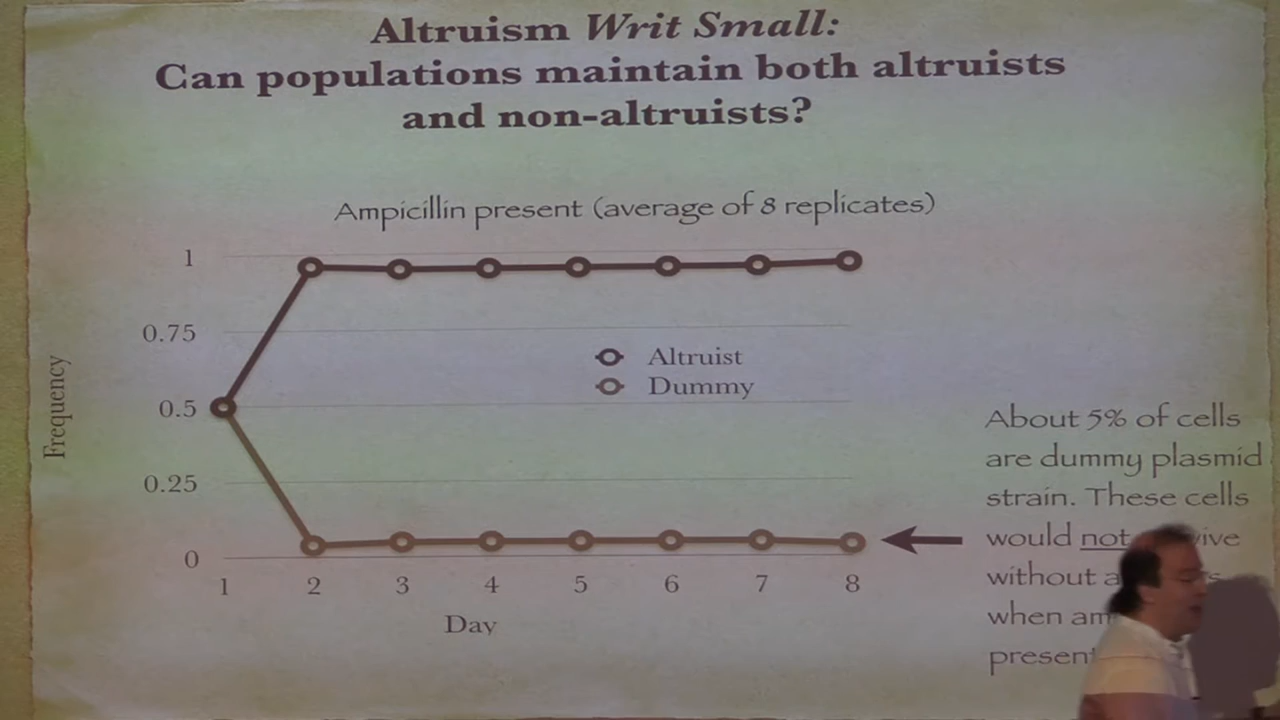 Altruism Writ Small:
Can populations maintain both altruists
and non-altruists?
Ampicillin present (average of 8 replicates)
1
0.75
0.5
0.25
0
Frequency
Altruist
Dummy
1 2 3 4 5 6 7 8
Day
About 5% of cells
are dummy plasmid
strain. These cells
would not
without
when
present